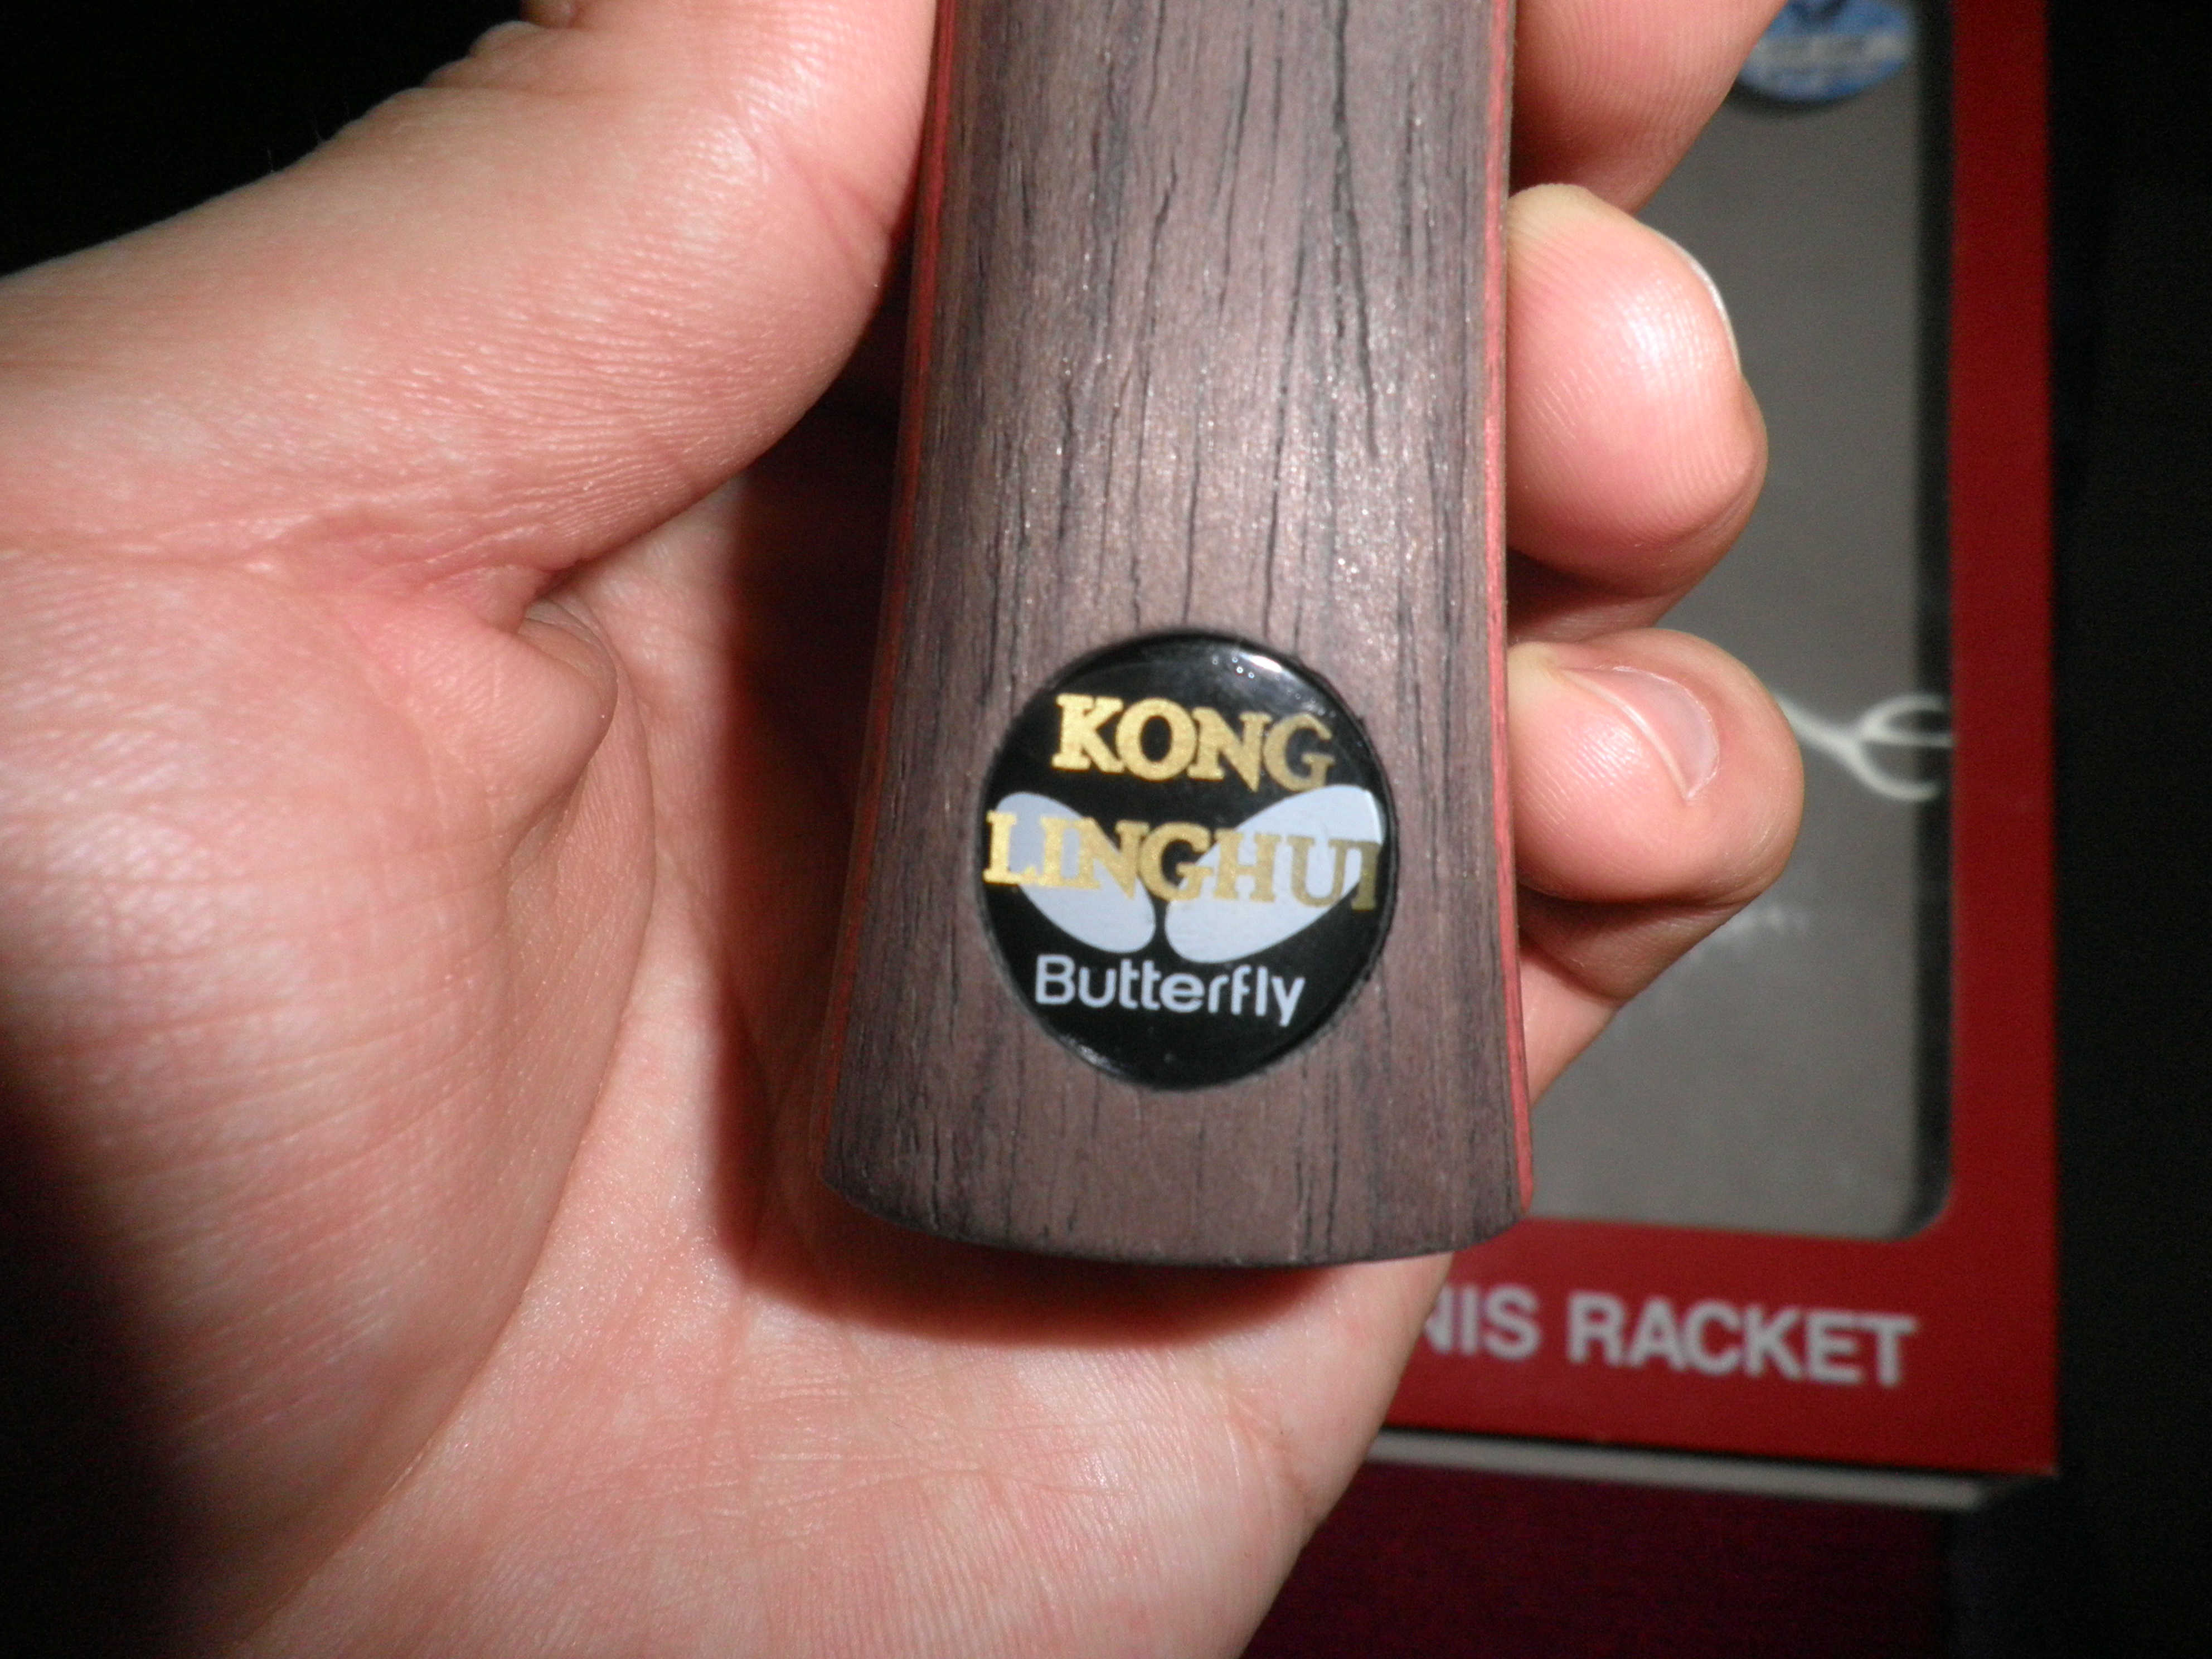 KONG
LINGHUI
Butterfly
NIS RACKET